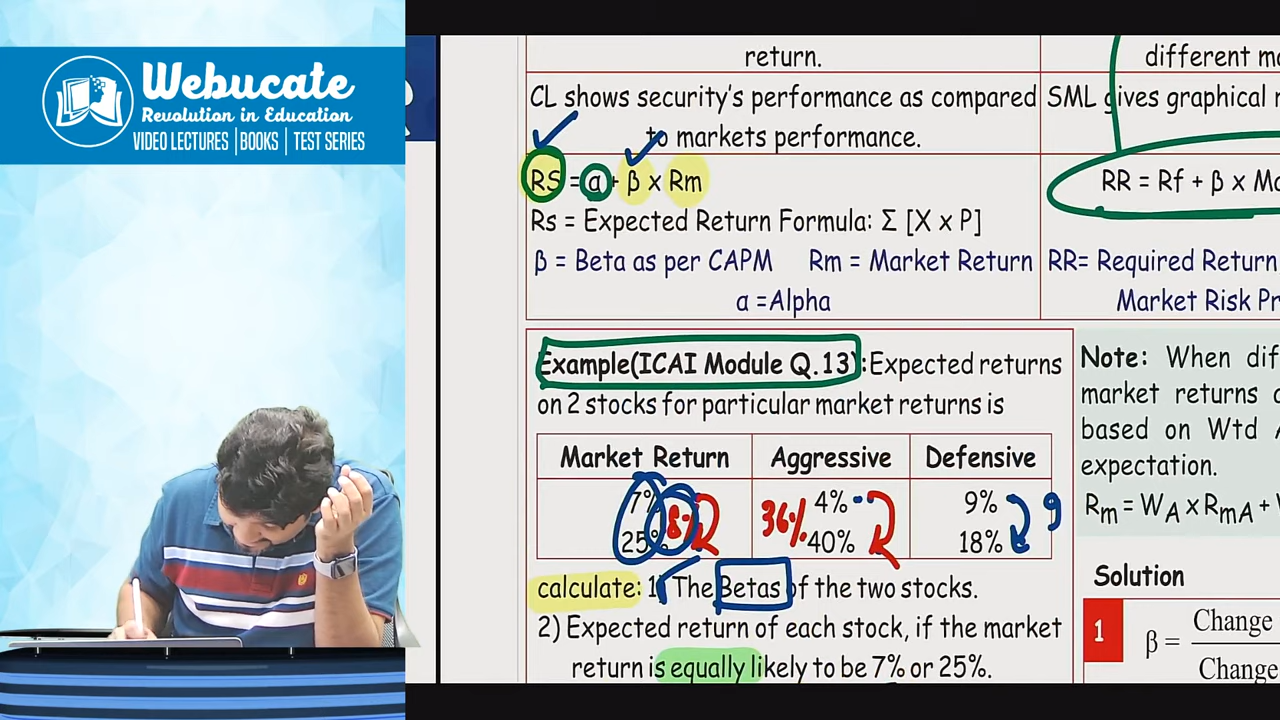 Webucate
Revolution in Education
VIDEO LECTURES | BOOKS | TEST SERIES
return.
CL shows security's performance as compared
to markets performance.
RS = α + β x Rm
Rs = Expected Return Formula: Σ [X x P]
β = Beta as per CAPM Rm = Market Return
α =Alpha
different
SML gives graphical
RR = Rf + β x
RR= Required Return
Market Risk
Example(ICAI Module Q.13): Expected returns
on 2 stocks for particular market returns is
Market Return Aggressive Defensive
7% 4% 9%
25% 40% 18%
36%
9
calculate: 1) The Betas of the two stocks.
2) Expected return of each stock, if the market
return is equally likely to be 7% or 25%.
Note: When
market returns
based on Wtd
expectation.
Rm = WA x RmA +
Solution
1
β = Change
Change